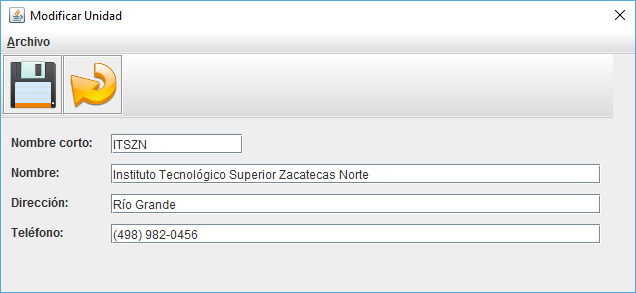 Modificar Unidad
Archivo
Nombre corto: ITSZN
Nombre: Instituto Tecnológico Superior Zacatecas Norte
Dirección: Río Grande
Teléfono: (498) 982-0456